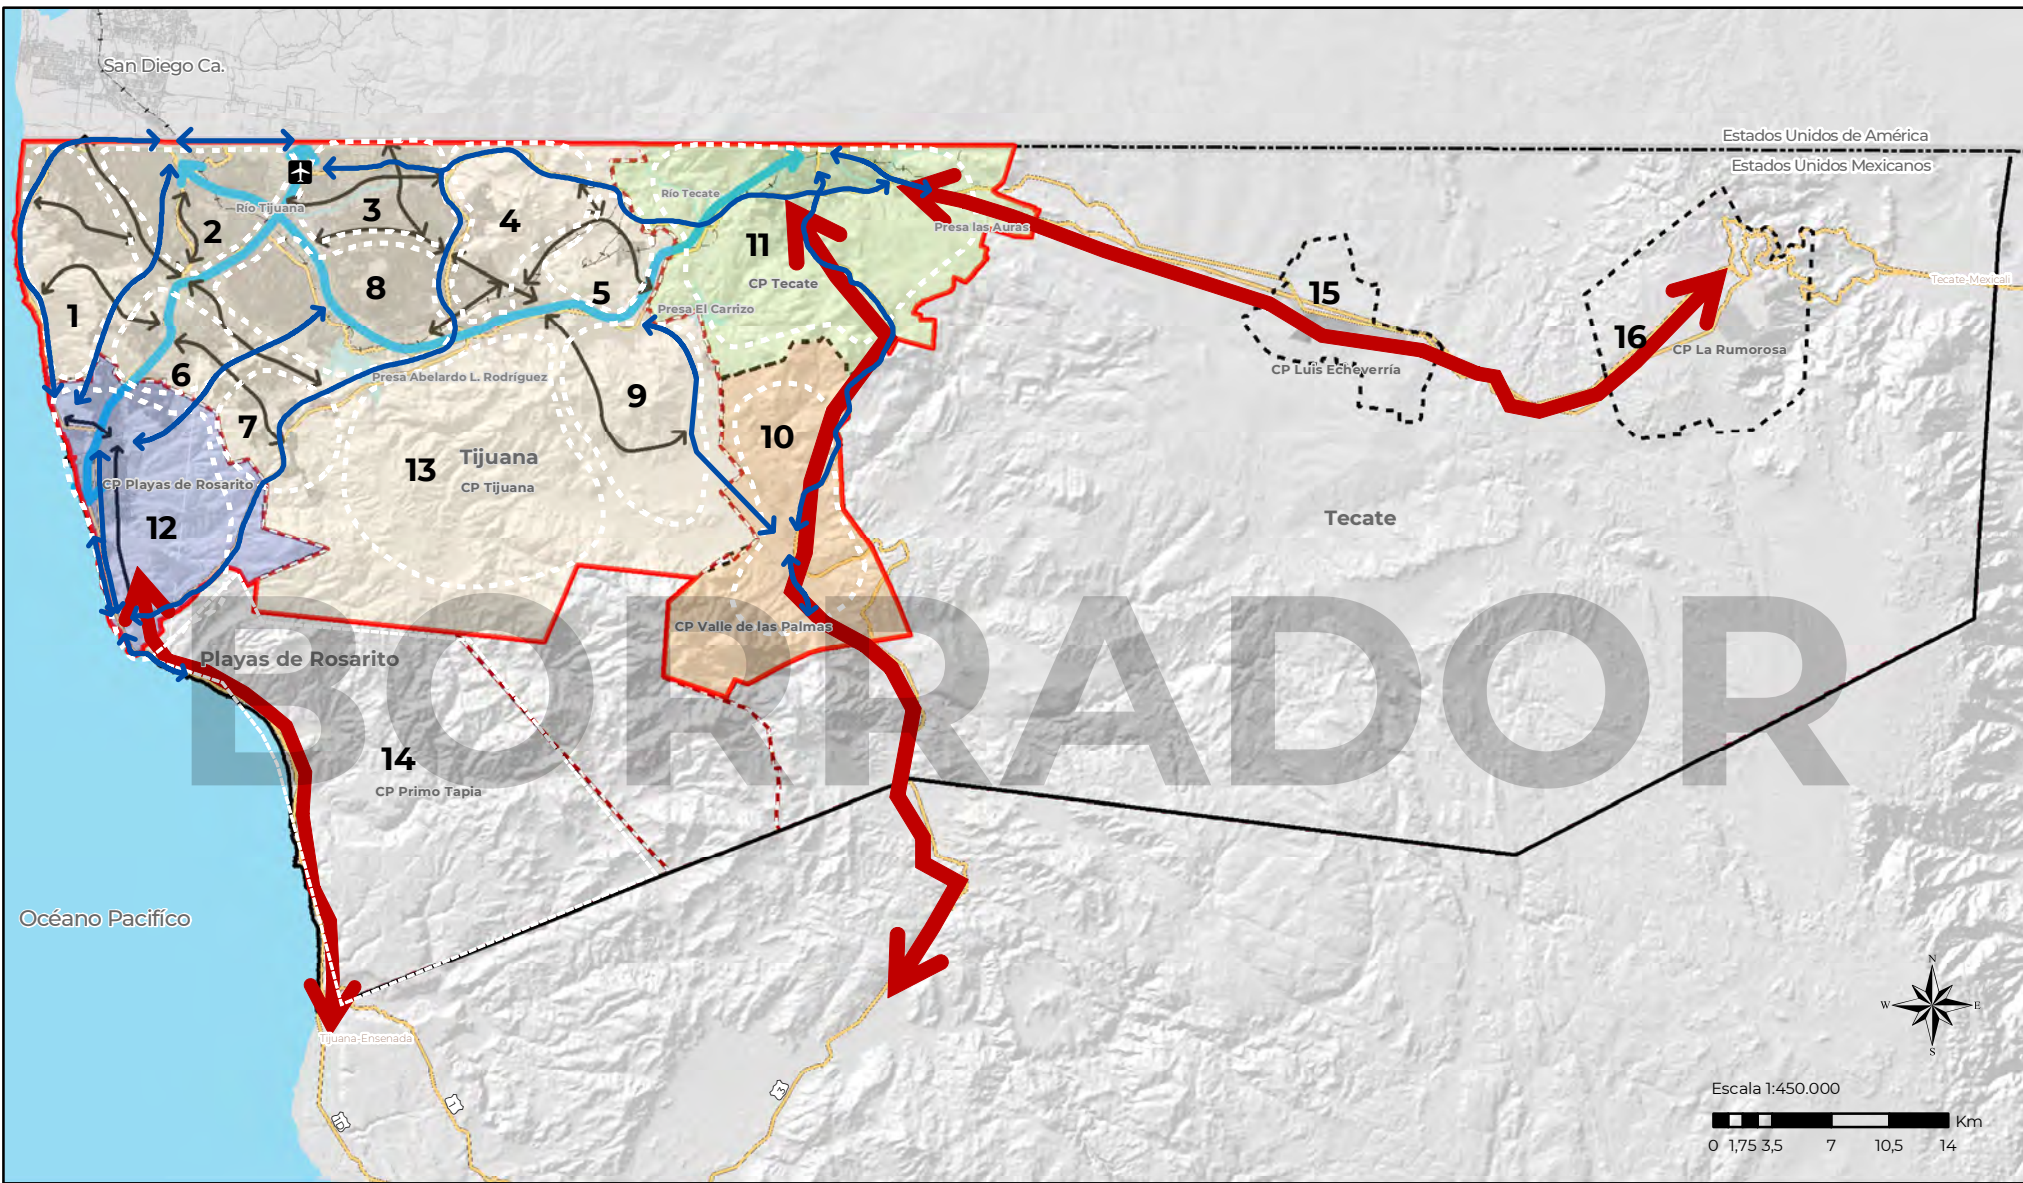 San Diego Ca.
Estados Unidos de América
Estados Unidos Mexicanos
Río Tijuana
Río Tecate
Presa las Auras
Tecate-Mexicali
1
2
3
4
5
6
7
8
9
10
11
CP Tecate
Presa El Carrizo
15
CP Luis Echeverría
16
CP La Rumorosa
Presa Abelardo L. Rodríguez
13
Tijuana
CP Tijuana
CP Playas de Rosarito
12
Tecate
CP Valle de las Palmas
Playas de Rosarito
BORRADOR
14
CP Primo Tapia
Océano Pacifíco
Tijuana-Ensenada
1D
1
3
N
W
E
S
Escala 1:450.000
Km
0 1,75 3,5 7 10,5 14